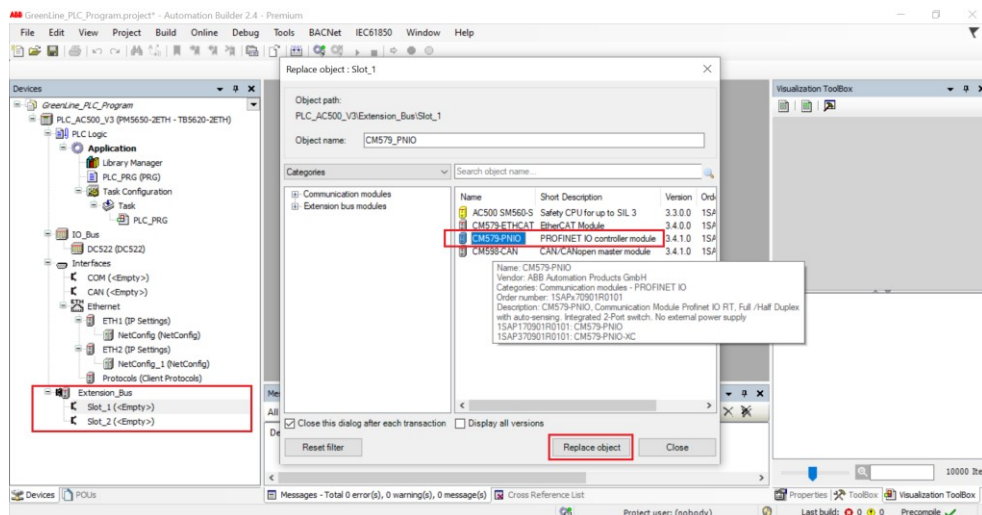 ABB GreenLine_PLC_Program.project* - Automation Builder 2.4 - Premium
File Edit View Project Build Online Debug Tools BACNet IEC61850 Window Help
Devices
GreenLine_PLC_Program
PLC_AC500_V3 (PM5650-2ETH - TB5620-2ETH)
PLC Logic
Application
Library Manager
PLC_PRG (PRG)
Task Configuration
Task
PLC_PRG
IO_Bus
DC522 (DC522)
Interfaces
COM (<Empty>)
CAN (<Empty>)
Ethernet
ETH1 (IP Settings)
NetConfig (NetConfig)
ETH2 (IP Settings)
NetConfig_1 (NetConfig)
Protocols (Client Protocols)
Extension_Bus
Slot_1 (<Empty>)
Slot_2 (<Empty>)
Devices POUs
Replace object : Slot_1
Object path:
PLC_AC500_V3\Extension_Bus\Slot_1
Object name: CM579_PNIO
Categories Search object name...
Communication modules
Extension bus modules
Name Short Description Version Orde
AC500 SM560-S Safety CPU for up to SIL 3 3.3.0.0 1SA
CM579-ETHCAT EtherCAT Module 3.4.0.0 1SA
CM579-PNIO PROFINET IO controller module 3.4.1.0 1SA
CM598-CAN CAN/CANopen master module 3.4.1.0 1SA
Name: CM579-PNIO
Vendor: ABB Automation Products GmbH
Categories: Communication modules - PROFINET IO
Order number: 1SAPx70901R0101
Description: CM579-PNIO, Communication Module Profinet IO RT, Full /Half Duplex
with auto-sensing. Integrated 2-Port switch. No external power supply
1SAP170901R0101: CM579-PNIO
1SAP370901R0101: CM579-PNIO-XC
Close this dialog after each transaction Display all versions
Reset filter Replace object Close
Me
All
De
Messages - Total 0 error(s), 0 warning(s), 0 message(s) Cross Reference List
Visualization ToolBox
10000 Ite
Properties ToolBox Visualization ToolBox
Project user: (nobody) Last build: 0 0 Precompile